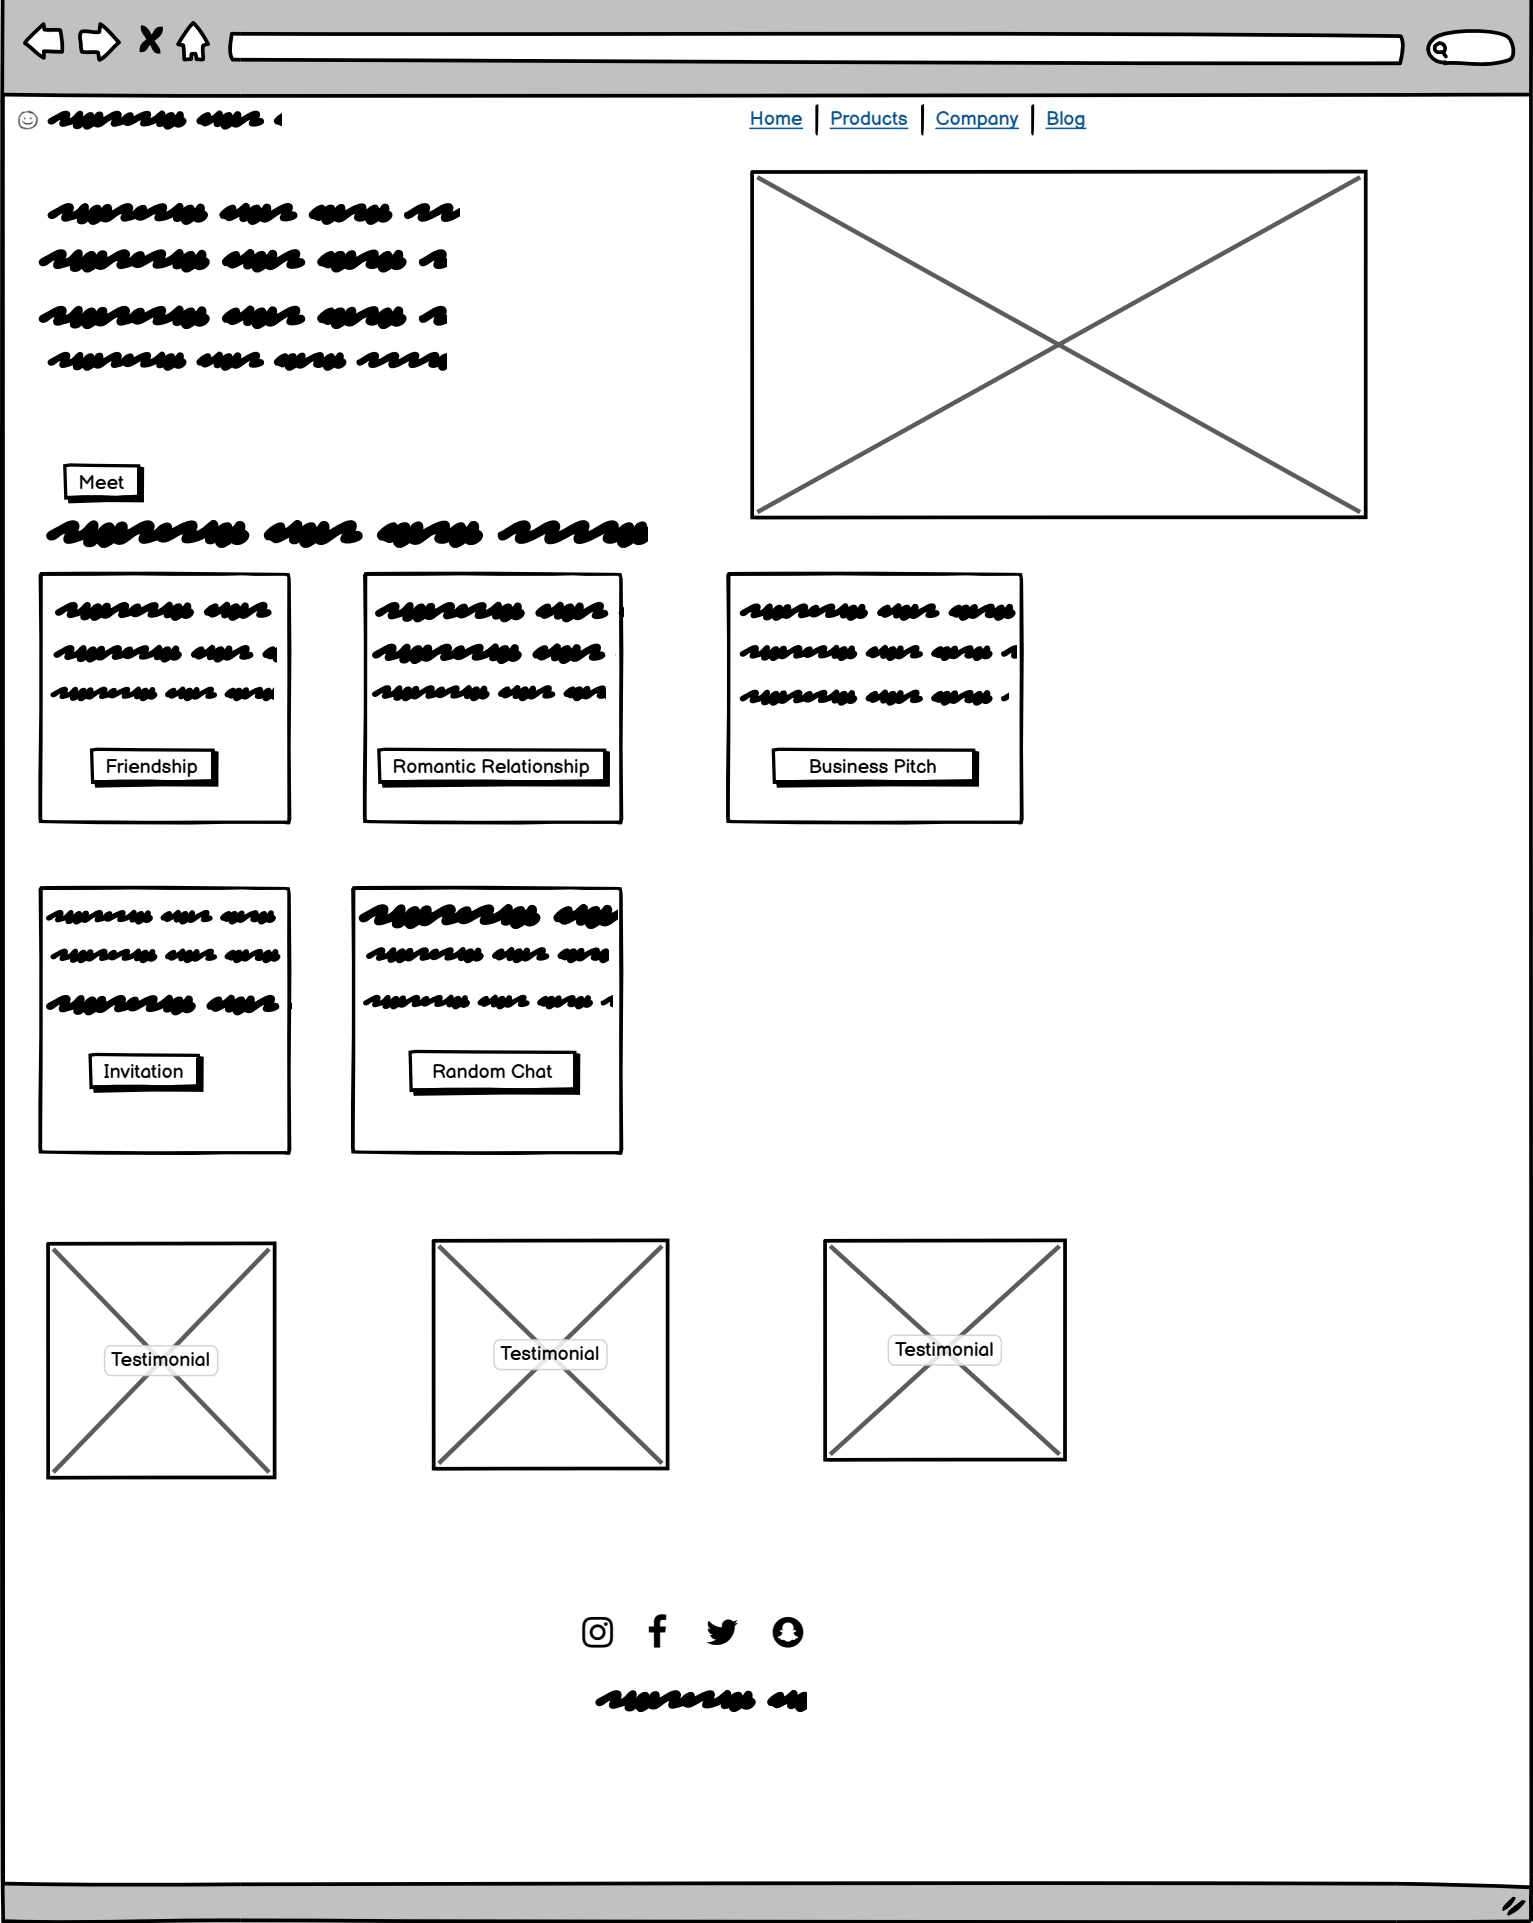 Home Products Company Blog
Meet
Friendship Romantic Relationship Business Pitch
Invitation Random Chat
Testimonial Testimonial Testimonial